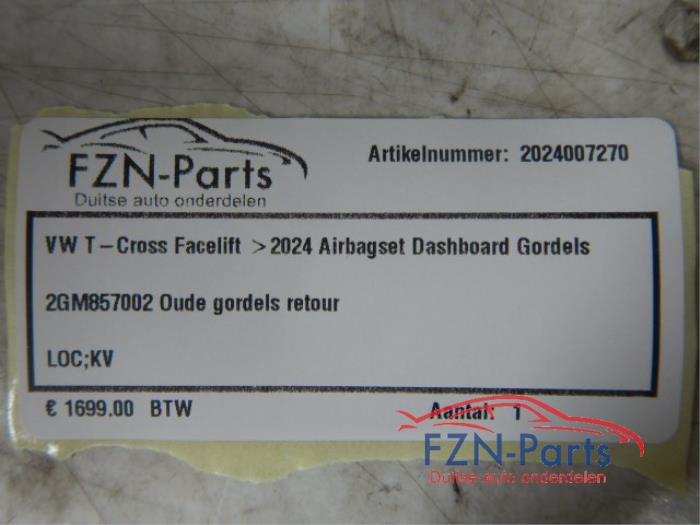 FZN-Parts
Duitse auto onderdelen
Artikelnummer: 2024007270
VW T-Cross Facelift >2024 Airbagset Dashboard Gordels
2GM857002 Oude gordels retour
LOC;KV
€ 1699.00 BTW
Aantal: 1
FZN-Parts
Duitse auto onderdelen